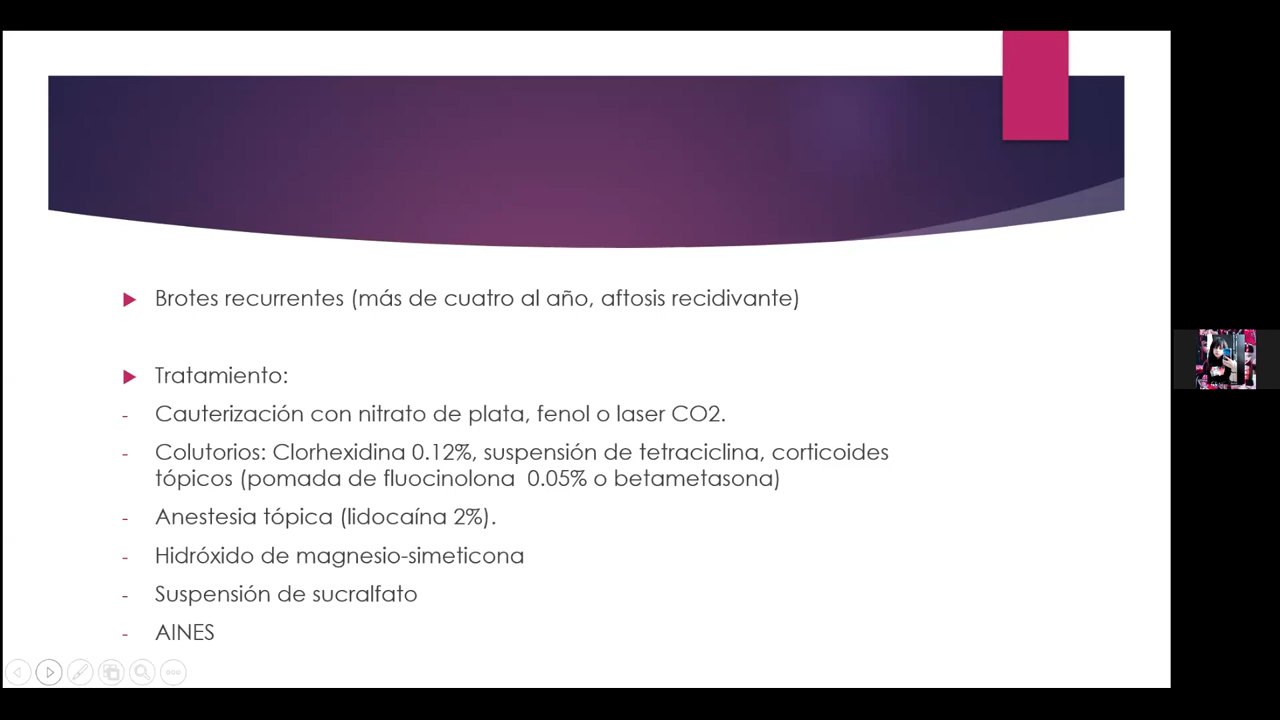 Brotes recurrentes (más de cuatro al año, aftosis recidivante)
Tratamiento:
- Cauterización con nitrato de plata, fenol o laser CO2.
- Colutorios: Clorhexidina 0.12%, suspensión de tetraciclina, corticoides
tópicos (pomada de fluocinolona  0.05% o betametasona)
- Anestesia tópica (lidocaína 2%).
- Hidróxido de magnesio-simeticona
- Suspensión de sucralfato
- AINES